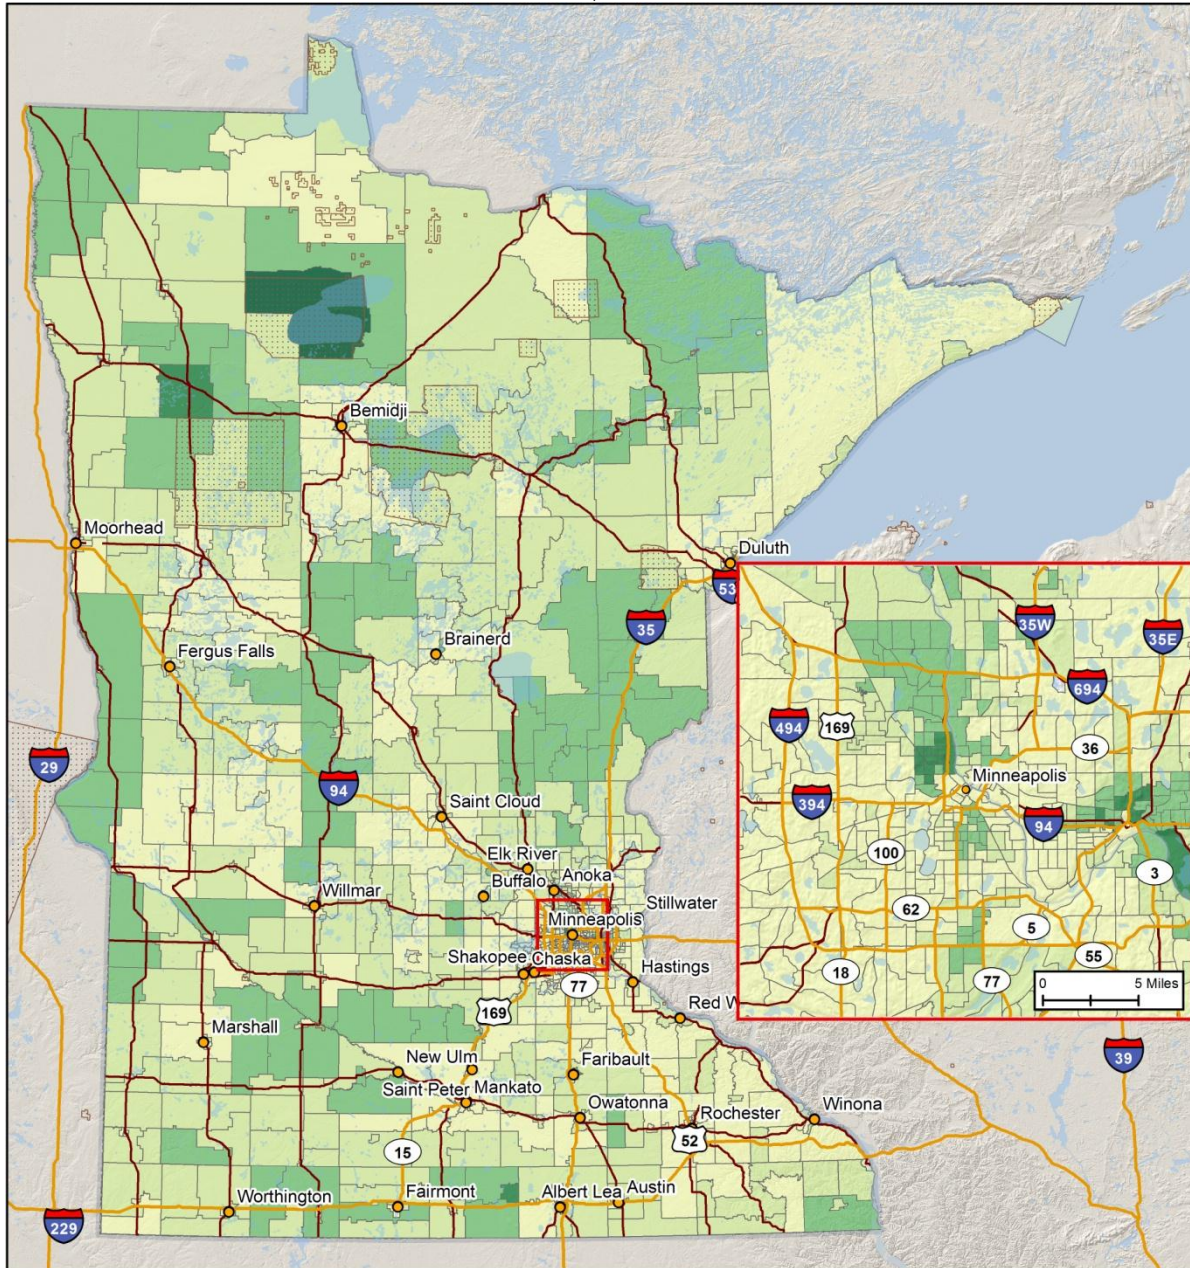 Bemidji
Moorhead
Duluth
53
35
Brainerd
Fergus Falls
29
94
Saint Cloud
Elk River
Buffalo
Anoka
Willmar
Stillwater
Minneapolis
Shakopee
Chaska
77
Hastings
169
Red W
Marshall
New Ulm
Faribault
Saint Peter
Mankato
Owatonna
Rochester
Winona
52
15
Worthington
Fairmont
Albert Lea
Austin
229
39
35W
35E
694
494
169
36
Minneapolis
394
94
100
3
62
5
55
18
77
0 5 Miles